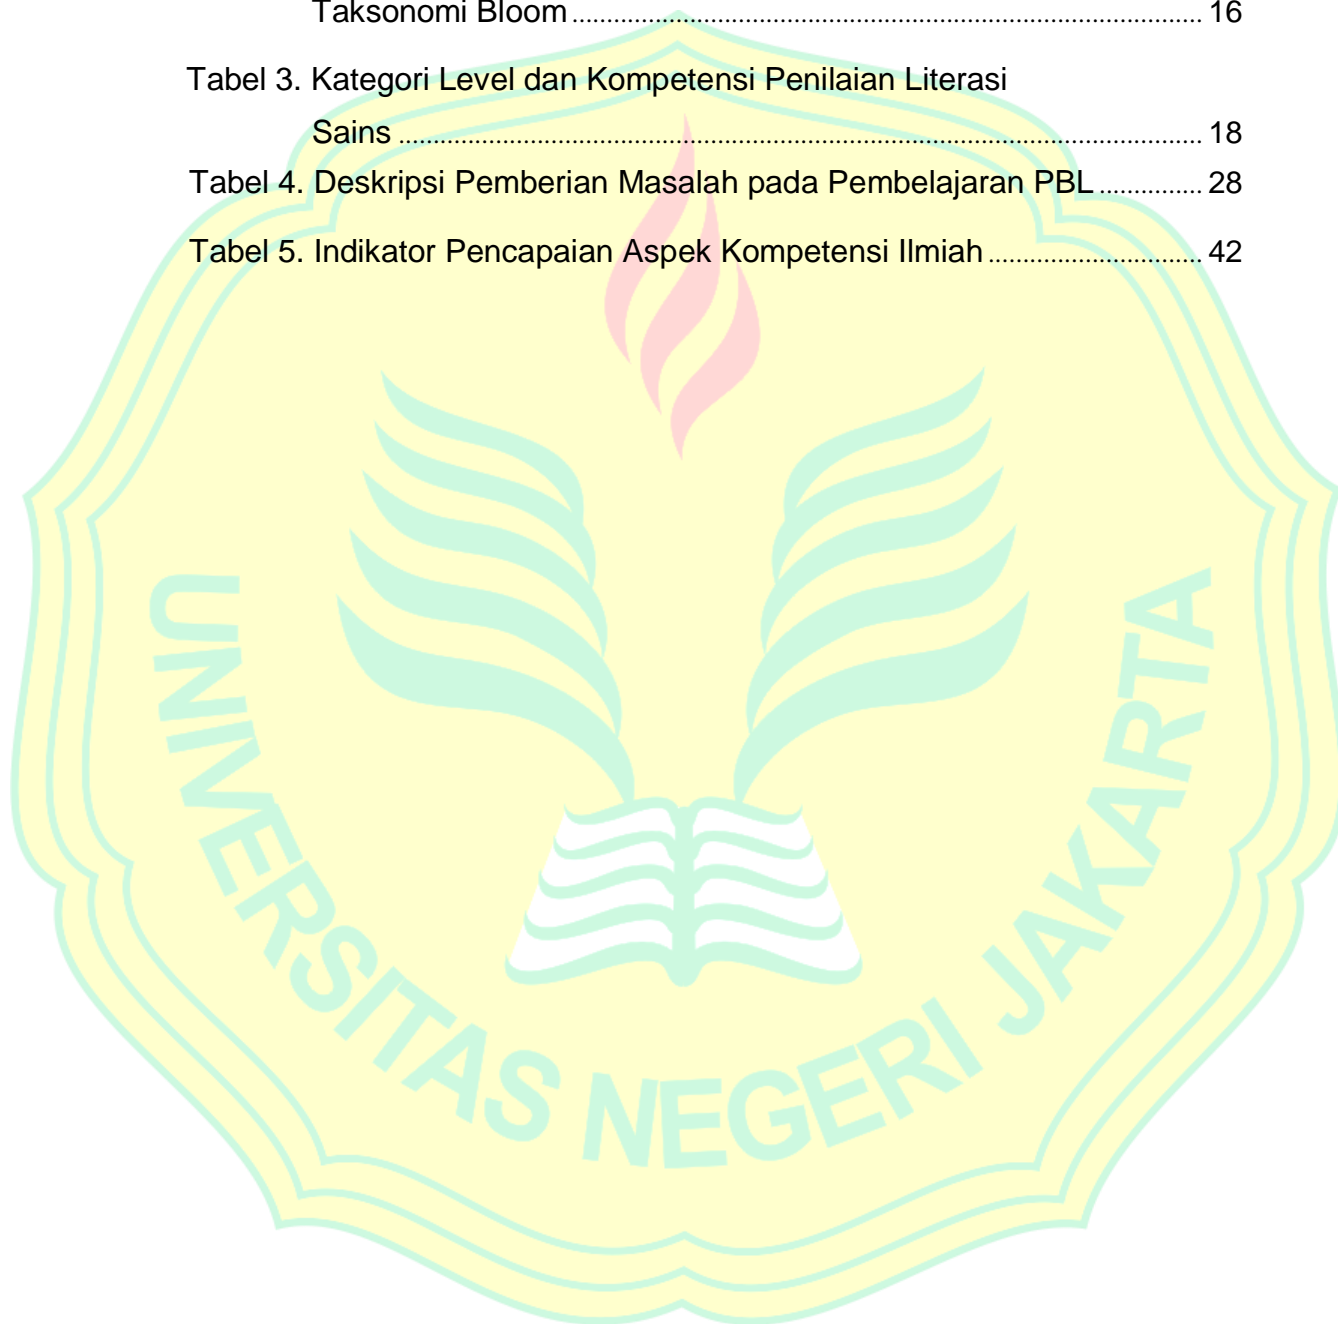 Taksonomi Bloom ........................................................................................ 16
Tabel 3. Kategori Level dan Kompetensi Penilaian Literasi
Sains ................................................................................................................ 18
Tabel 4. Deskripsi Pemberian Masalah pada Pembelajaran PBL .............. 28
Tabel 5. Indikator Pencapaian Aspek Kompetensi Ilmiah ............................. 42
UNIVERSITAS NEGERI JAKARTA